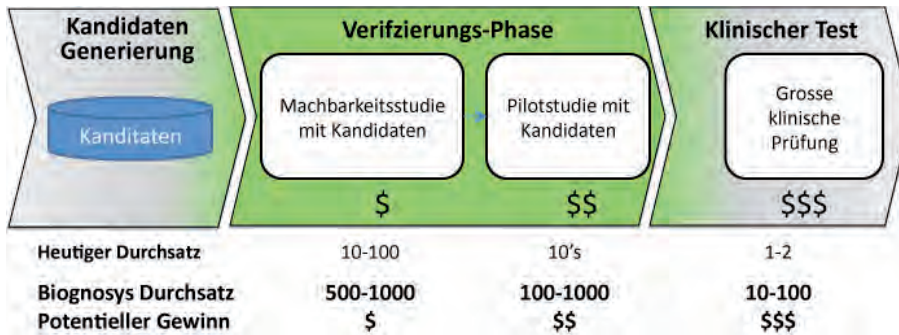 Kandidaten
Generierung
Verifzierungs-Phase
Klinischer Test
Kanditaten
Machbarkeitsstudie
mit Kandidaten
Pilotstudie mit
Kandidaten
Grosse
klinische
Prüfung
$
$$
$$$
Heutiger Durchsatz 10-100 10's 1-2
Biognosys Durchsatz 500-1000 100-1000 10-100
Potentieller Gewinn $ $$ $$$